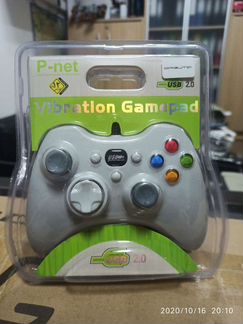 P-net
USB 2.0
Vibration Gamepad
USB 2.0
2020/10/16 20:10